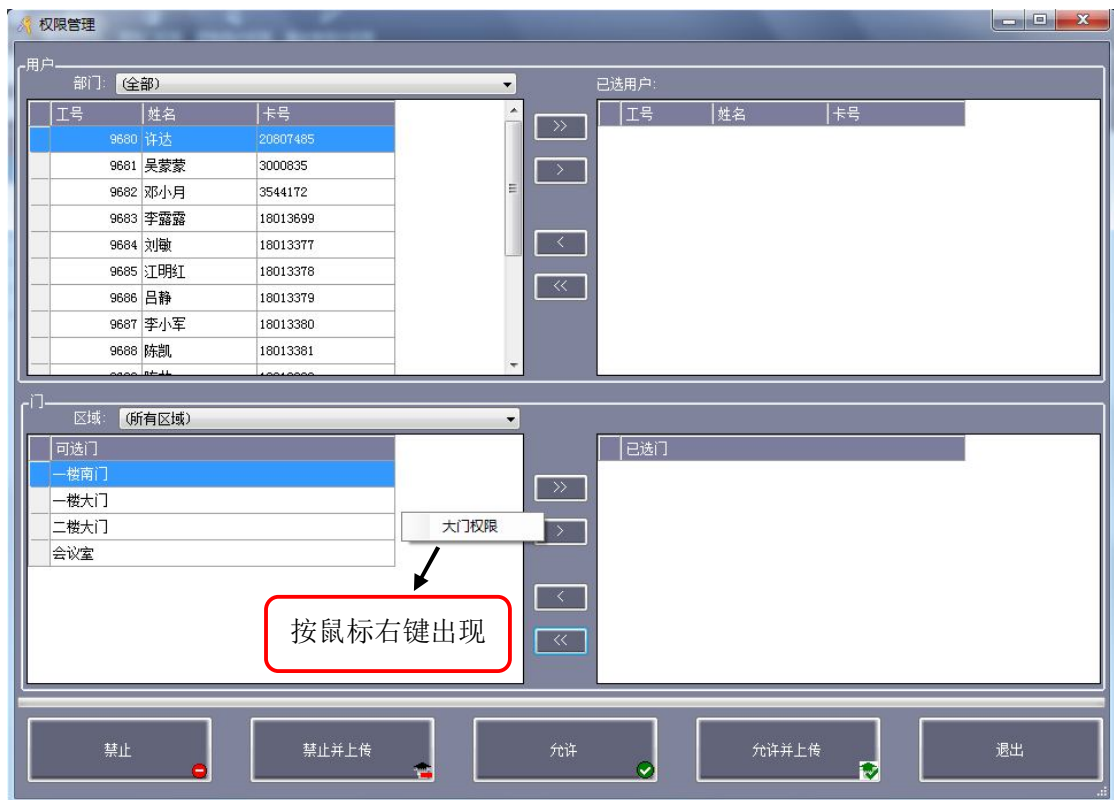 权限管理
用户
部门: (全部)
已选用户:
工号 姓名 卡号
9680 许达 20807485
9681 吴蒙蒙 3000835
9682 邓小月 3544172
9683 李露露 18013699
9684 刘敏 18013377
9685 江明红 18013378
9686 吕静 18013379
9687 李小军 18013380
9688 陈凯 18013381
>>
>
<
<<
工号 姓名 卡号
门
区域: (所有区域)
可选门
一楼南门
一楼大门
二楼大门
会议室
大门权限
按鼠标右键出现
>>
>
<
<<
已选门
禁止
禁止并上传
允许
允许并上传
退出